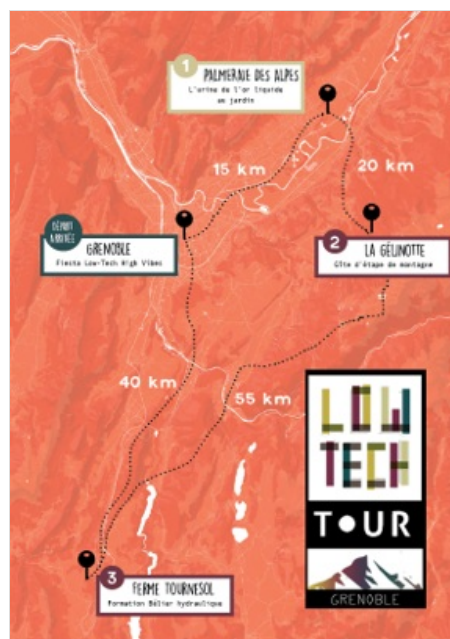 1
PALMERAIE DES ALPES
L'urine de l'or liquide
au jardin
15 km
20 km
DÉPART
ARRIVÉE
GRENOBLE
Fiesta Low-Tech High Vibes
2
LA GÉLINOTTE
Gîte d'étape de montagne
40 km
55 km
LOW
TECH
TOUR
GRENOBLE
3
FERME TOURNESOL
Formation Bélier hydraulique